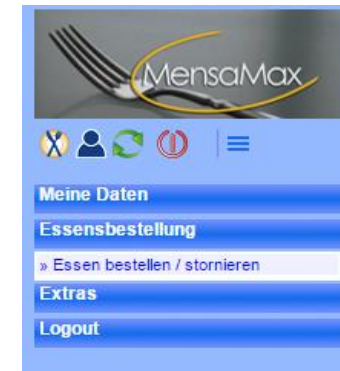 MensaMax
Meine Daten
Essensbestellung
» Essen bestellen / stornieren
Extras
Logout